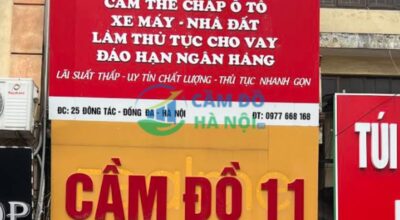 CẦM THẾ CHẤP Ô TÔ
XE MÁY - NHÀ ĐẤT
LÀM THỦ TỤC CHO VAY
ĐÁO HẠN NGÂN HÀNG
LÃI SUẤT THẤP - UY TÍN CHẤT LƯỢNG - THỦ TỤC NHANH GỌN
CẦM ĐỒ
HÀ NỘI
ĐC: 25 ĐÔNG TÁC - ĐỐNG ĐA - HÀ NỘI
ĐT: 0977 668 168
CẦM ĐỒ 11
TÚI
OP